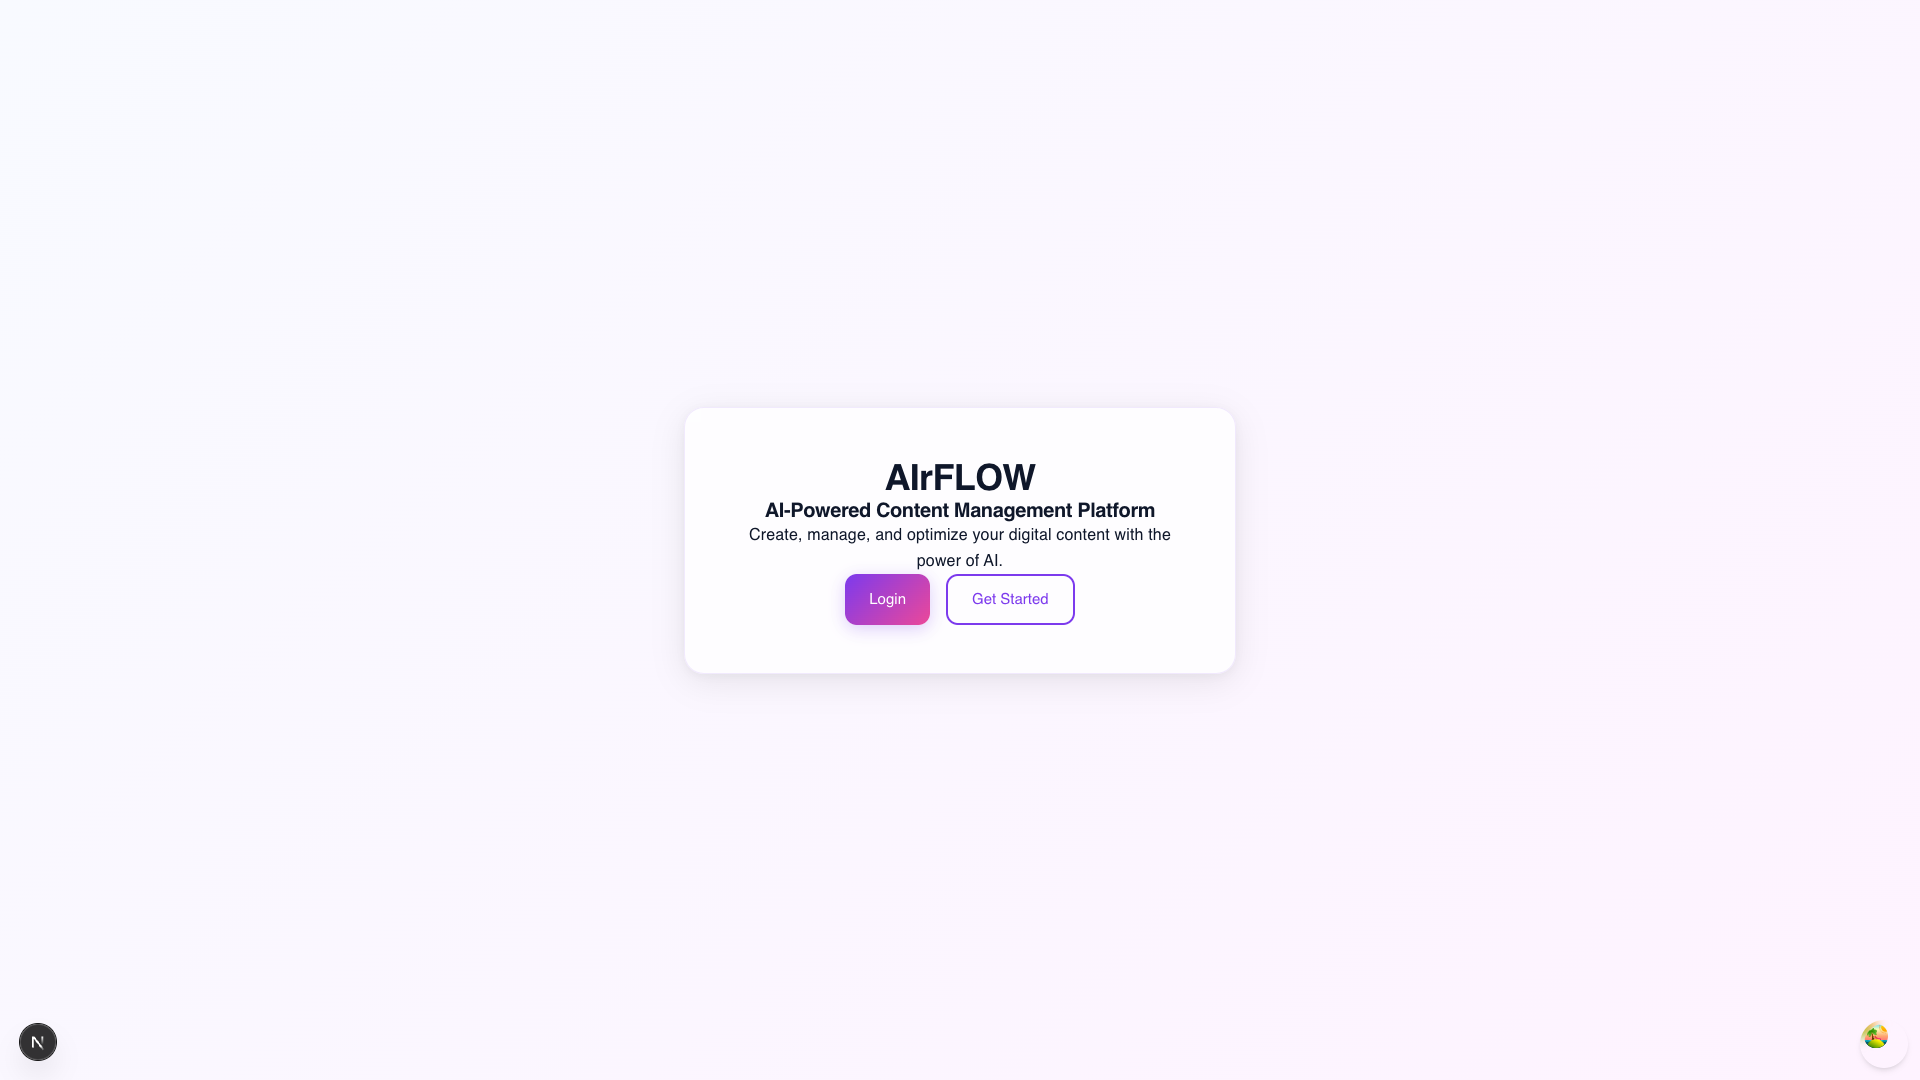 AIrFLOW
AI-Powered Content Management Platform
Create, manage, and optimize your digital content with the
power of AI.
Login
Get Started
N